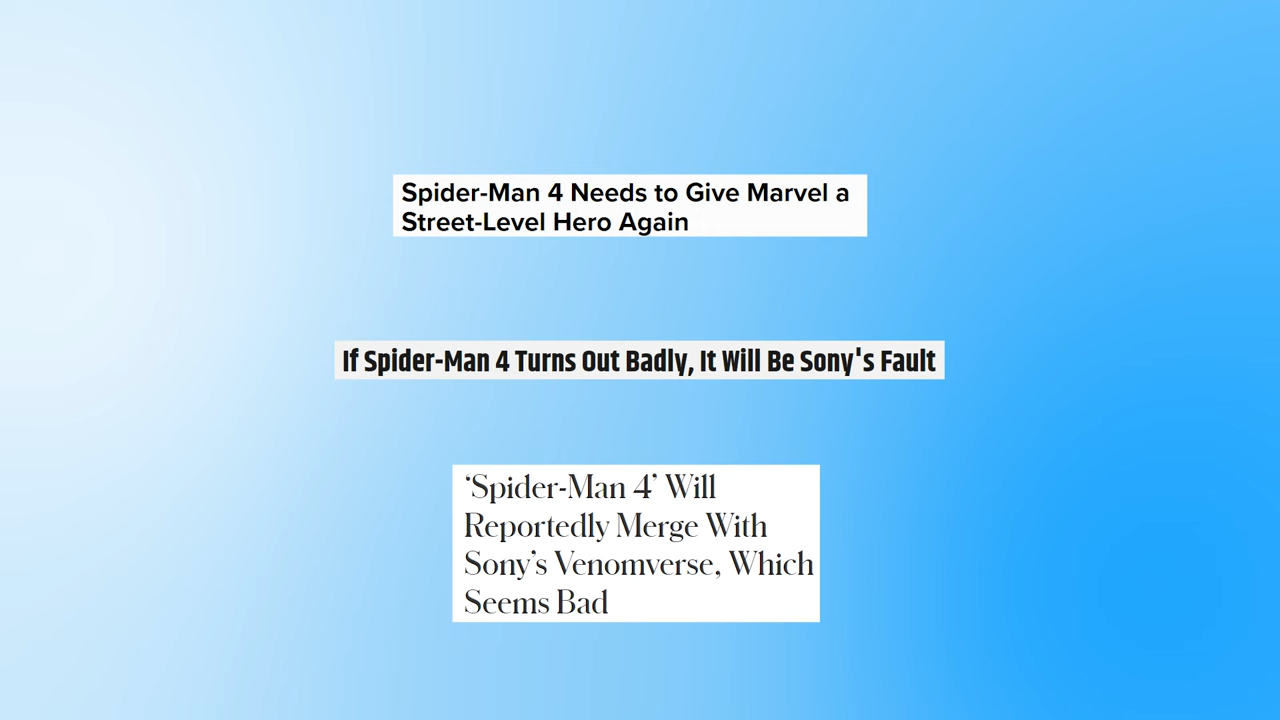 Spider-Man 4 Needs to Give Marvel a
Street-Level Hero Again
If Spider-Man 4 Turns Out Badly, It Will Be Sony's Fault
‘Spider-Man 4’ Will
Reportedly Merge With
Sony’s Venomverse, Which
Seems Bad